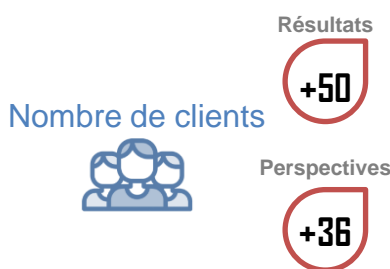 Résultats
+50
Nombre de clients
Perspectives
+36